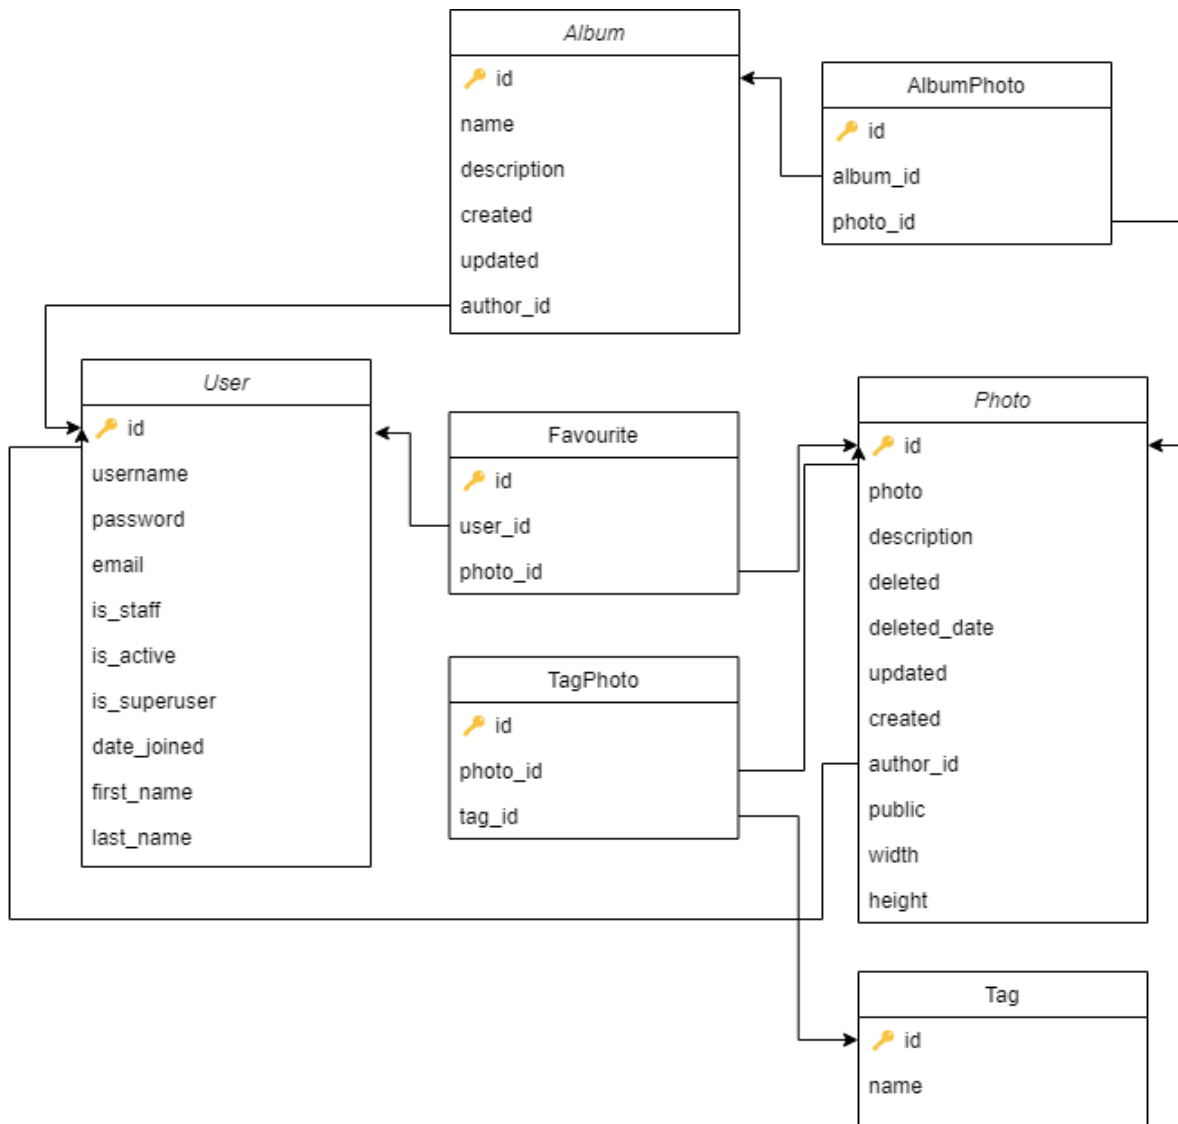 Album
id
name
description
created
updated
author_id
AlbumPhoto
id
album_id
photo_id
User
id
username
password
email
is_staff
is_active
is_superuser
date_joined
first_name
last_name
Favourite
id
user_id
photo_id
TagPhoto
id
photo_id
tag_id
Photo
id
photo
description
deleted
deleted_date
updated
created
author_id
public
width
height
Tag
id
name